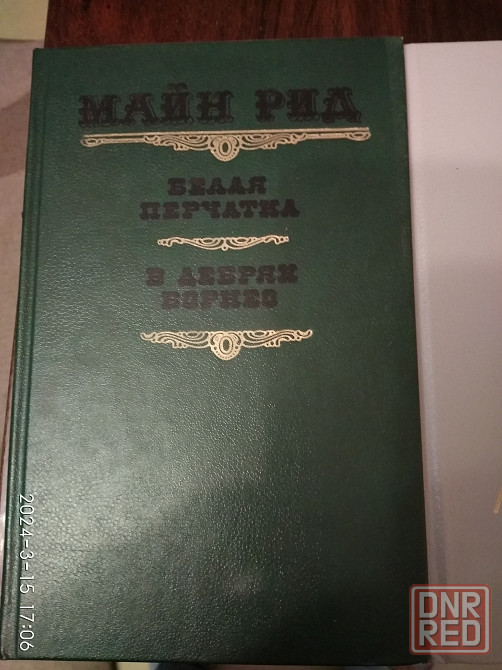 МАЙН РИД
БЕЛАЯ
ПЕРЧАТКА
В ДЕБРЯХ
БОРНЕО
2024-3-15 17:06
DNR
RED